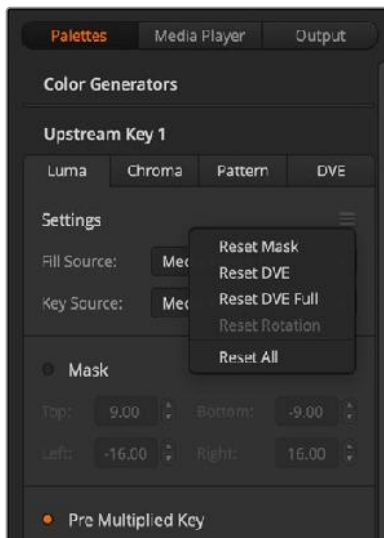 Palettes Media Player Output
Color Generators
Upstream Key 1
Luma Chroma Pattern DVE
Settings
Reset Mask
Fill Source: Med
Reset DVE
Reset DVE Full
Key Source: Med
Reset Rotation
Reset All
Mask
Top: 9.00 Bottom: -9.00
Left: -16.00 Right: 16.00
Pre Multiplied Key